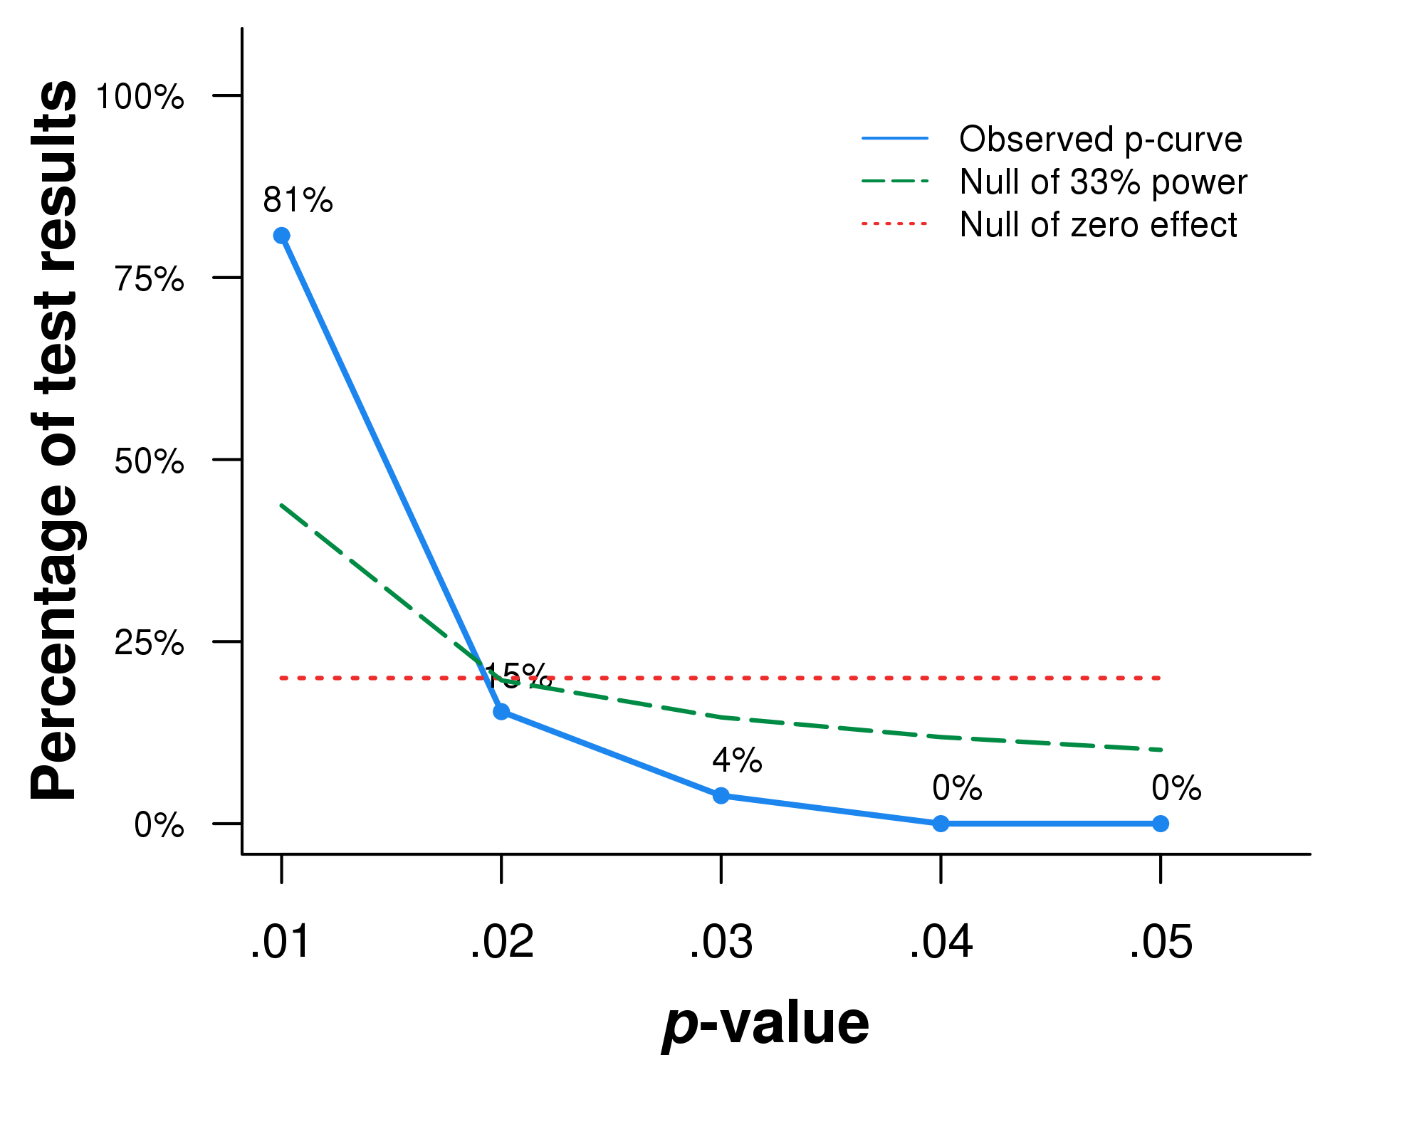 Percentage of test results
100%
75%
50%
25%
0%
81%
15%
4%
0%
0%
Observed p-curve
Null of 33% power
Null of zero effect
.01 .02 .03 .04 .05
p-value